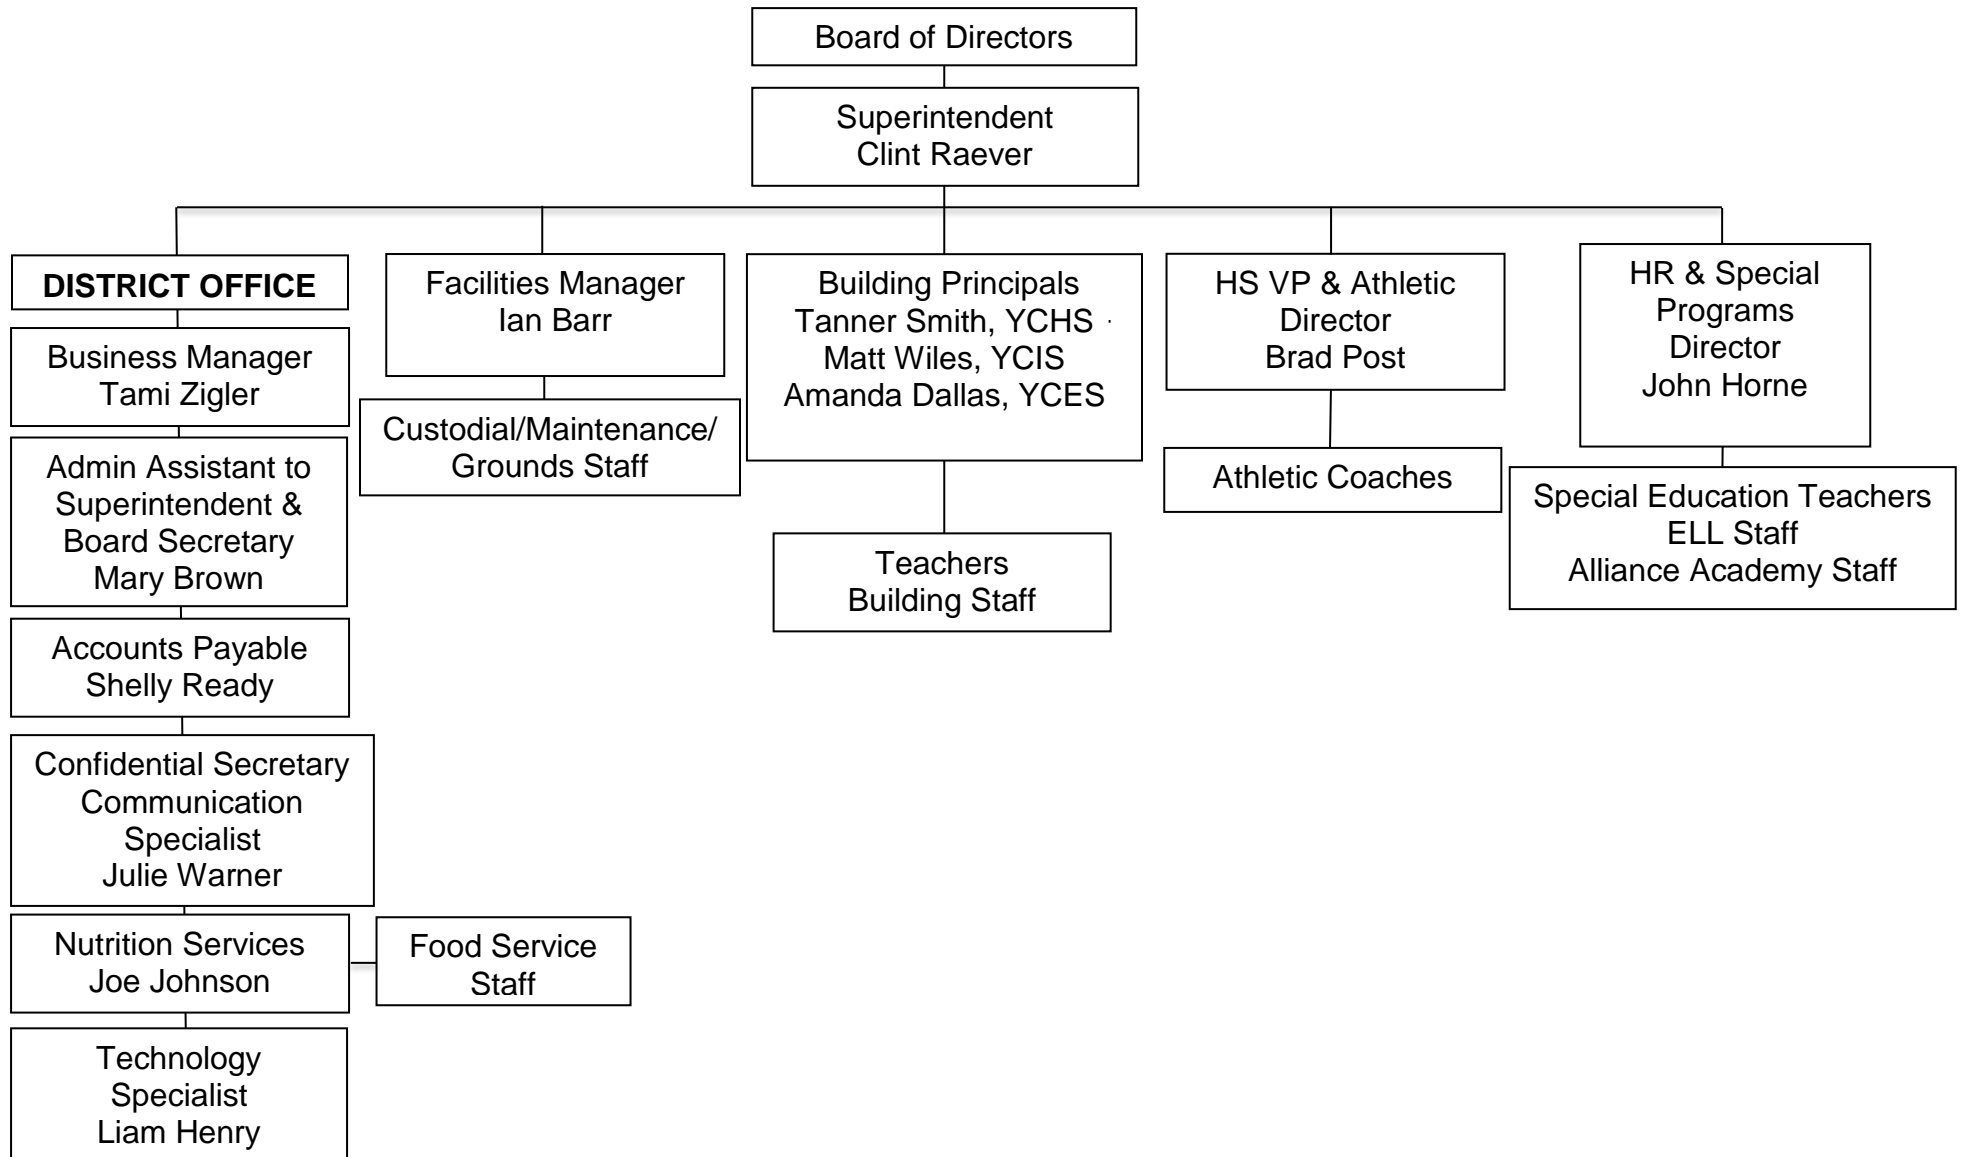 Board of Directors
Superintendent
Clint Raever
DISTRICT OFFICE
Business Manager
Tami Zigler
Admin Assistant to
Superintendent &
Board Secretary
Mary Brown
Accounts Payable
Shelly Ready
Confidential Secretary
Communication
Specialist
Julie Warner
Nutrition Services
Joe Johnson
Food Service
Staff
Technology
Specialist
Liam Henry
Facilities Manager
Ian Barr
Custodial/Maintenance/
Grounds Staff
Building Principals
Tanner Smith, YCHS
Matt Wiles, YCIS
Amanda Dallas, YCES
Teachers
Building Staff
HS VP & Athletic
Director
Brad Post
Athletic Coaches
HR & Special
Programs
Director
John Horne
Special Education Teachers
ELL Staff
Alliance Academy Staff